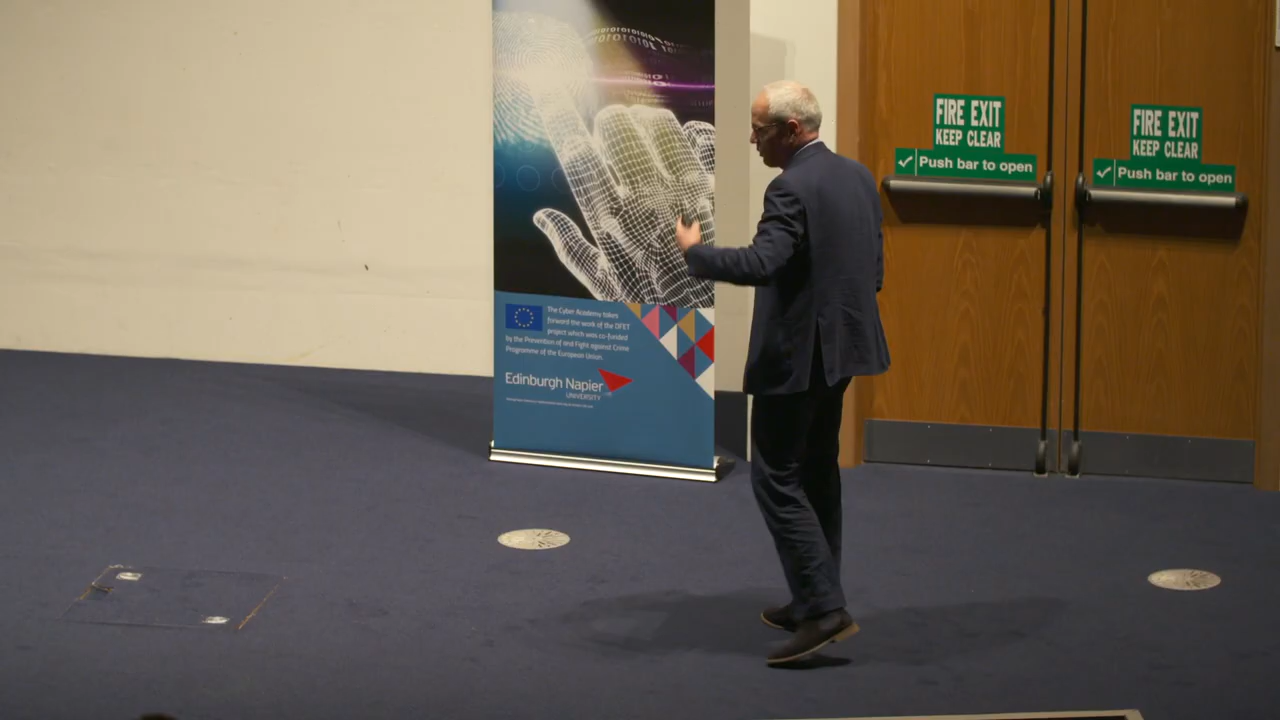 The Cyber Academy takes
forward the work of the DFET
project which was co-funded
by the Prevention of and Fight against Crime
Programme of the European Union.
Edinburgh Napier
UNIVERSITY
FIRE EXIT
KEEP CLEAR
Push bar to open
FIRE EXIT
KEEP CLEAR
Push bar to open